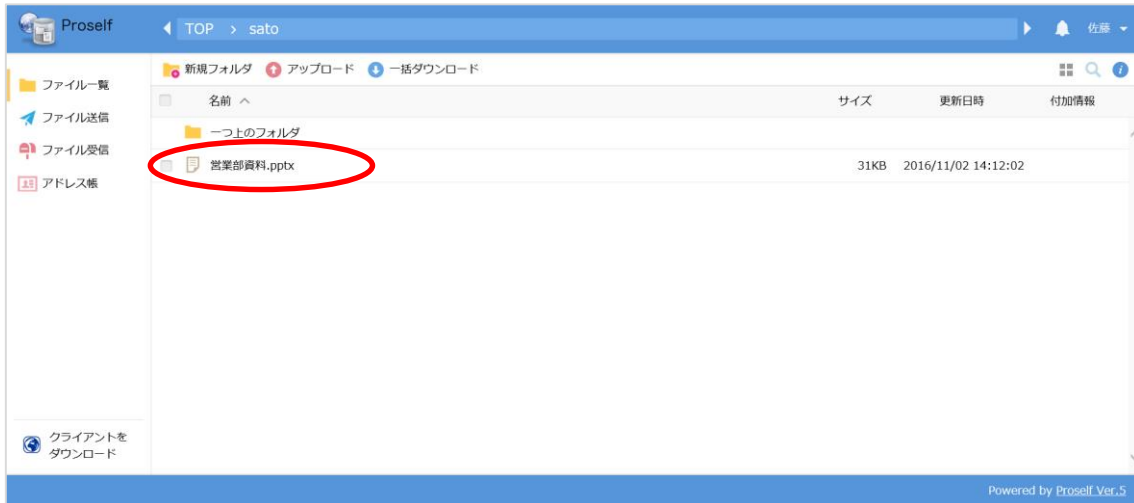 Proself
TOP > sato
佐藤
ファイル一覧
ファイル送信
ファイル受信
アドレス帳
新規フォルダ アップロード 一括ダウンロード
名前 サイズ 更新日時 付加情報
一つ上のフォルダ
営業部資料.pptx 31KB 2016/11/02 14:12:02
クライアントを
ダウンロード
Powered by Proself Ver.5